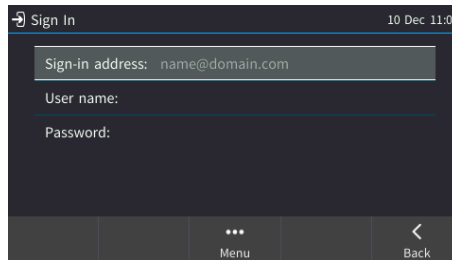 Sign In
10 Dec 11:0
Sign-in address: name@domain.com
User name:
Password:
Menu
Back